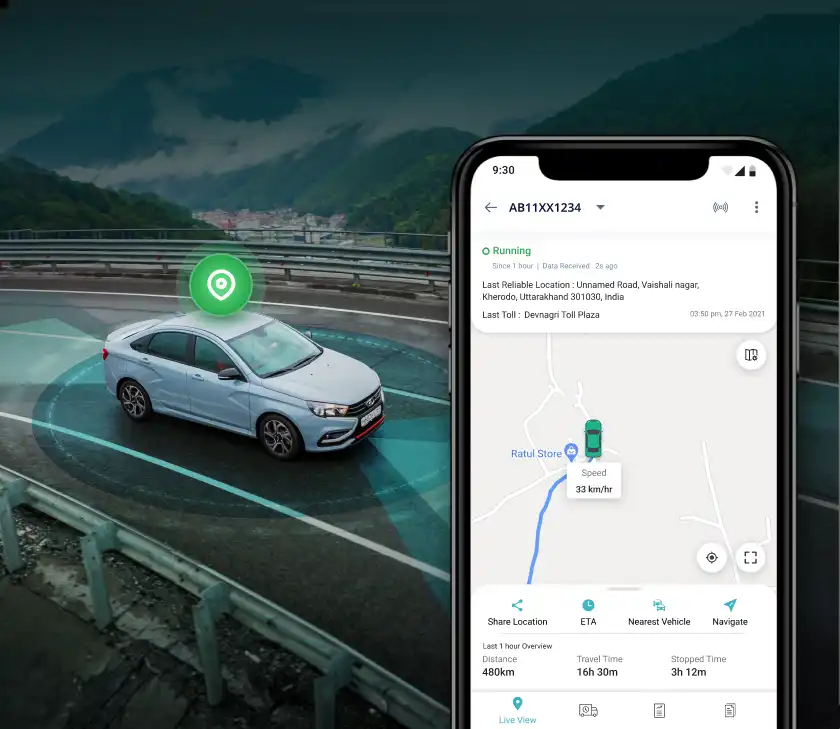 9:30
AB11XX1234
Running
Since 1 hour | Data Received 2s ago
Last Reliable Location : Unnamed Road, Vaishali nagar,
Kherodo, Uttarakhand 301030, India
Last Toll : Devnagri Toll Plaza 03:50 pm, 27 Feb 2021
Ratul Store
Speed
33 km/hr
Share Location ETA Nearest Vehicle Navigate
Last 1 hour Overview
Distance Travel Time Stopped Time
480km 16h 30m 3h 12m
Live View